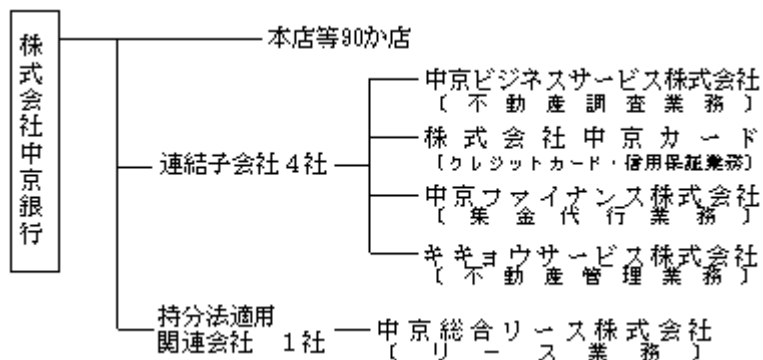 株式会社中京銀行
本店等90か店
連結子会社4社
中京ビジネスサービス株式会社
〔不動産調査業務〕
株式会社中京カード
〔クレジットカード・信用保証業務〕
中京ファイナンス株式会社
〔集金代行業務〕
キキョウサービス株式会社
〔不動産管理業務〕
持分法適用
関連会社 1社
中京総合リース株式会社
〔リース業務〕